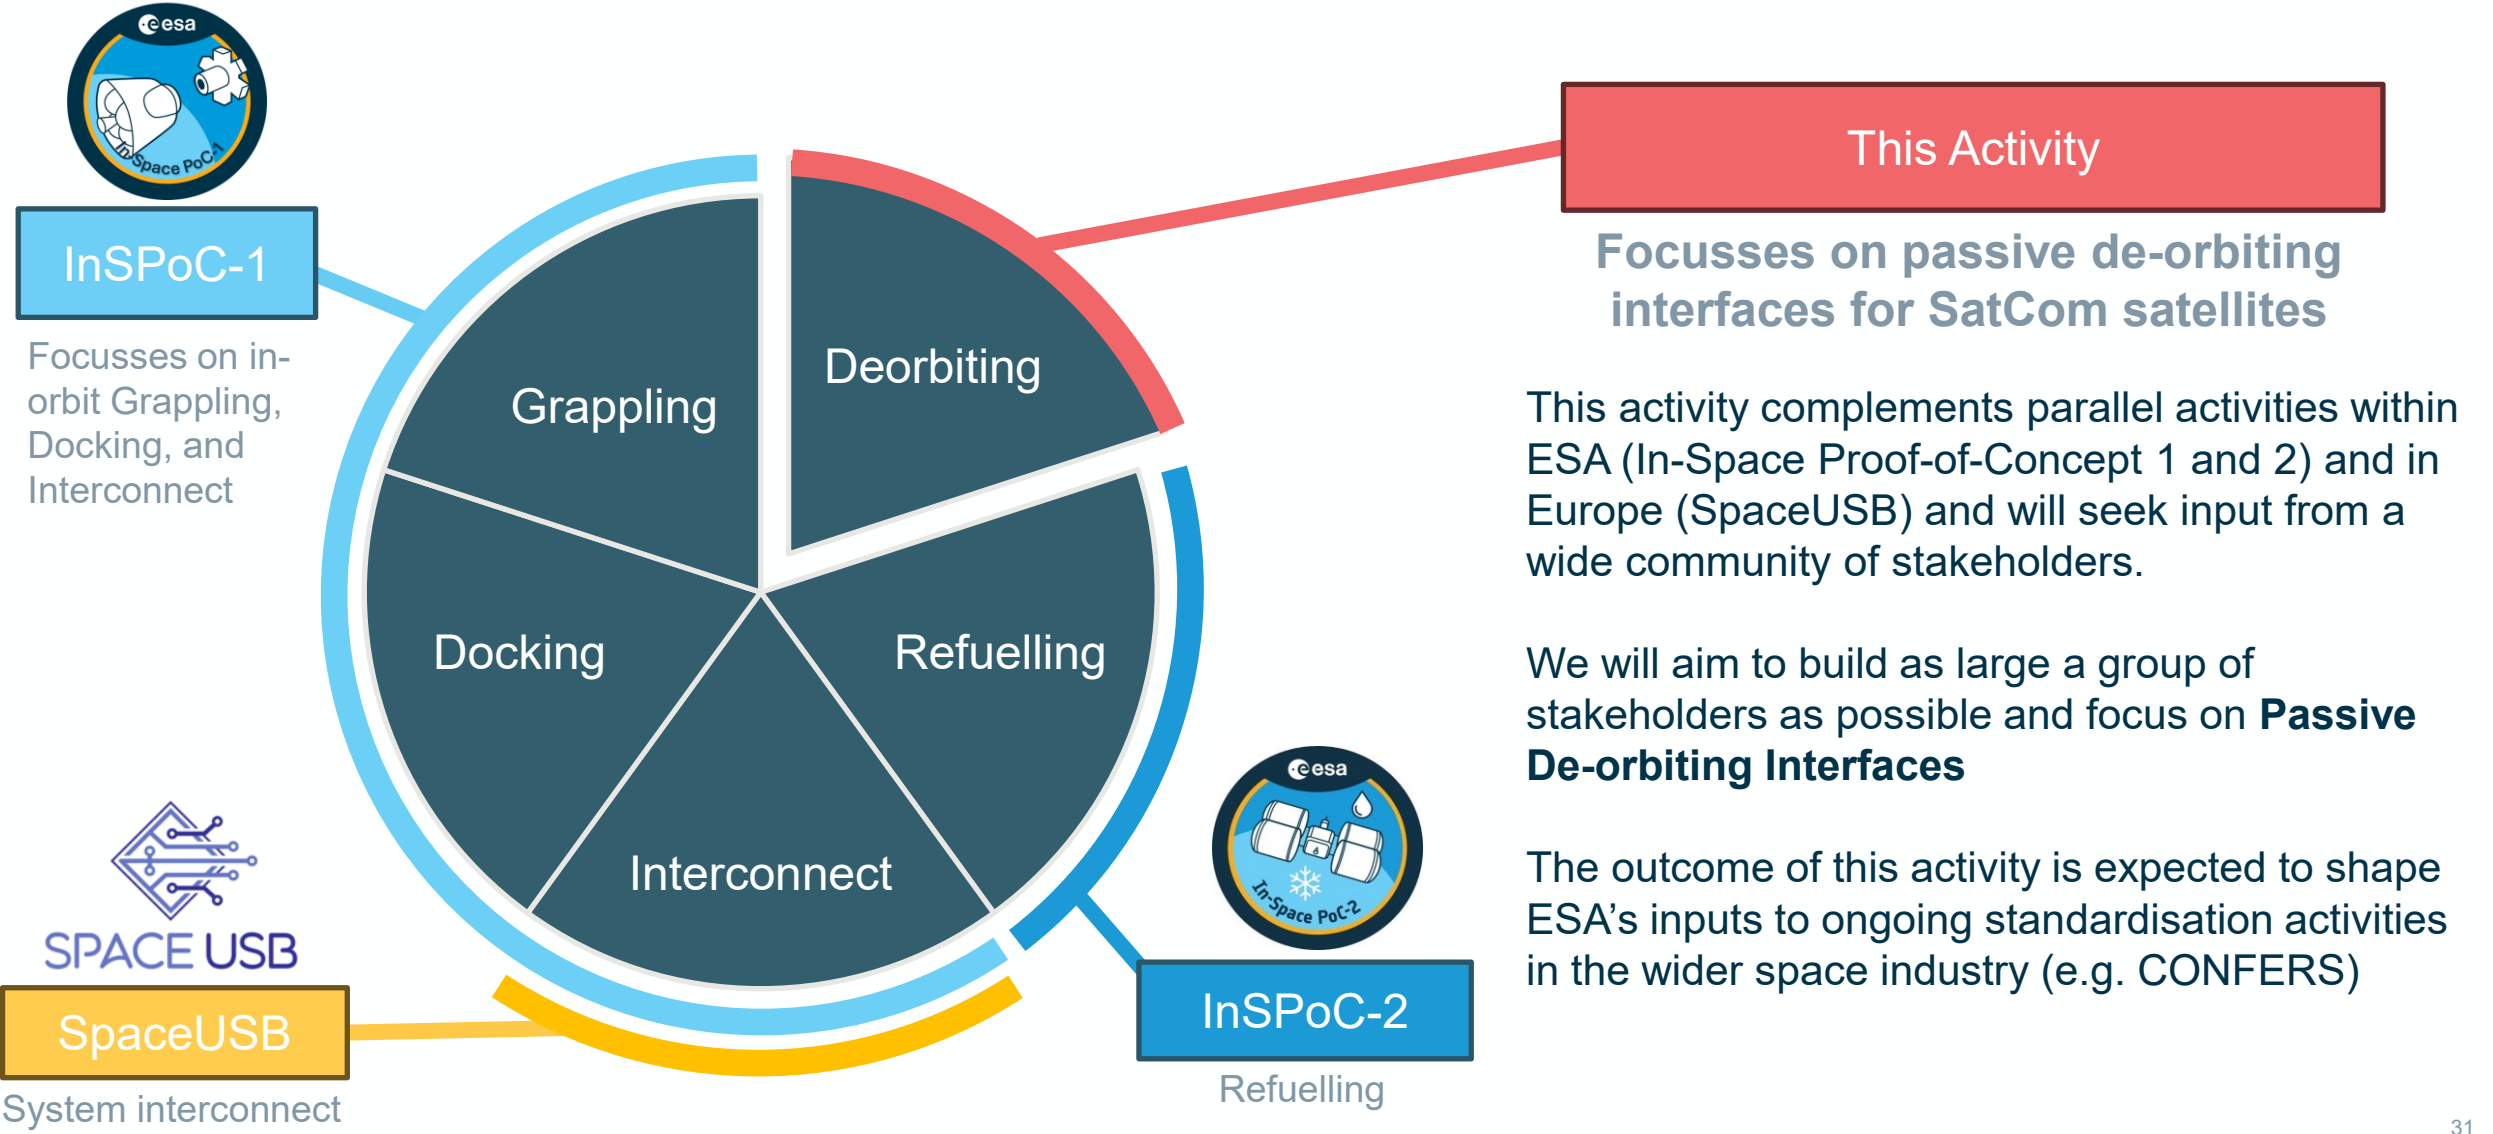 esa
In-Space PoC-1
InSPoC-1
Focusses on in-
orbit Grappling,
Docking, and
Interconnect
Grappling
Deorbiting
Docking
Refuelling
Interconnect
SPACE USB
SpaceUSB
System interconnect
esa
In-Space PoC-2
InSPoC-2
Refuelling
This Activity
Focusses on passive de-orbiting
interfaces for SatCom satellites
This activity complements parallel activities within
ESA (In-Space Proof-of-Concept 1 and 2) and in
Europe (SpaceUSB) and will seek input from a
wide community of stakeholders.
We will aim to build as large a group of
stakeholders as possible and focus on Passive
De-orbiting Interfaces
The outcome of this activity is expected to shape
ESA’s inputs to ongoing standardisation activities
in the wider space industry (e.g. CONFERS)
31